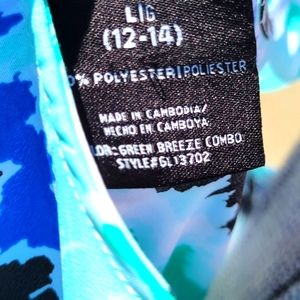 L|G
(12-14)
0% POLYESTER|POLIESTER
MADE IN CAMBODIA/
HECHO EN CAMBOYA
LOR:GREEN BREEZE COMBO
STYLE#GL13702